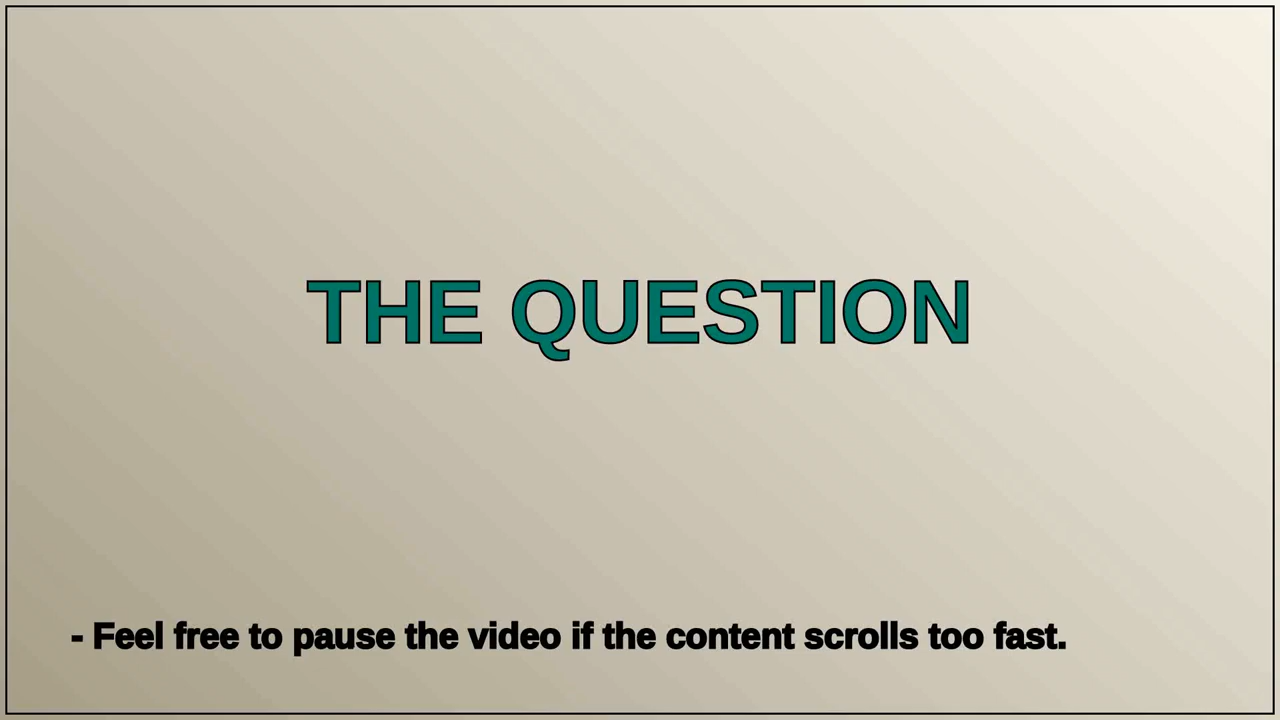 THE QUESTION
- Feel free to pause the video if the content scrolls too fast.